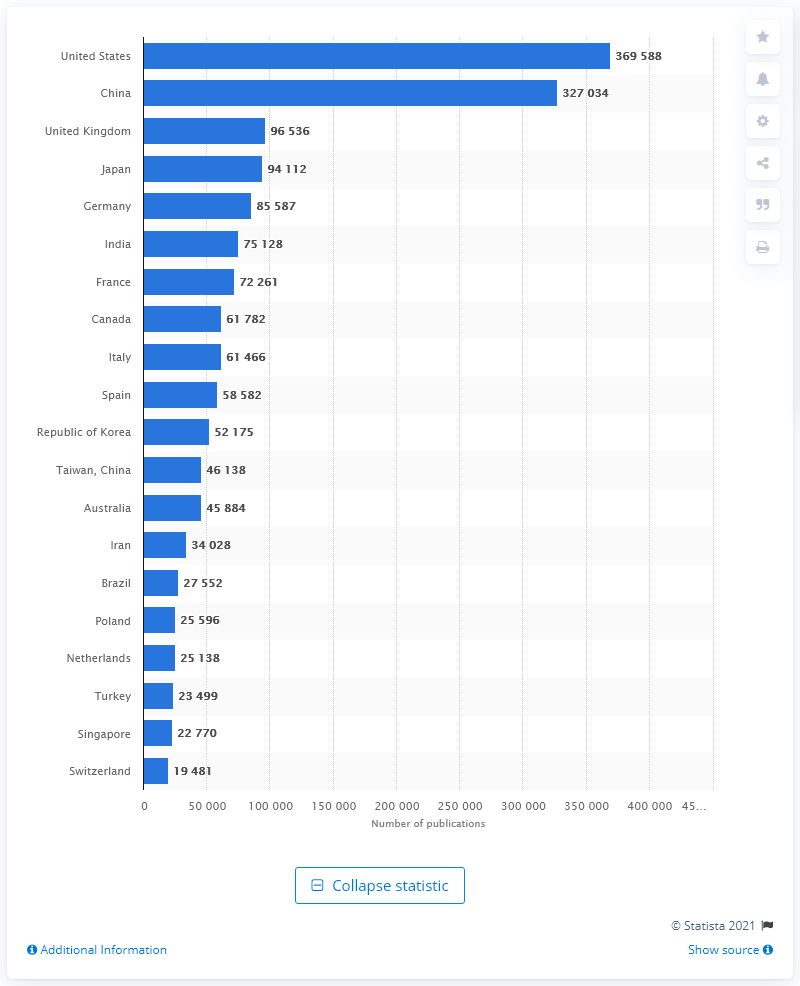 United States 369 588
China 327 034
United Kingdom 96 536
Japan 94 112
Germany 85 587
India 75 128
France 72 261
Canada 61 782
Italy 61 466
Spain 58 582
Republic of Korea 52 175
Taiwan, China 46 138
Australia 45 884
Iran 34 028
Brazil 27 552
Poland 25 596
Netherlands 25 138
Turkey 23 499
Singapore 22 770
Switzerland 19 481
0 50 000 100 000 150 000 200 000 250 000 300 000 350 000 400 000 45...
Number of publications
Collapse statistic
© Statista 2021
Additional Information Show source